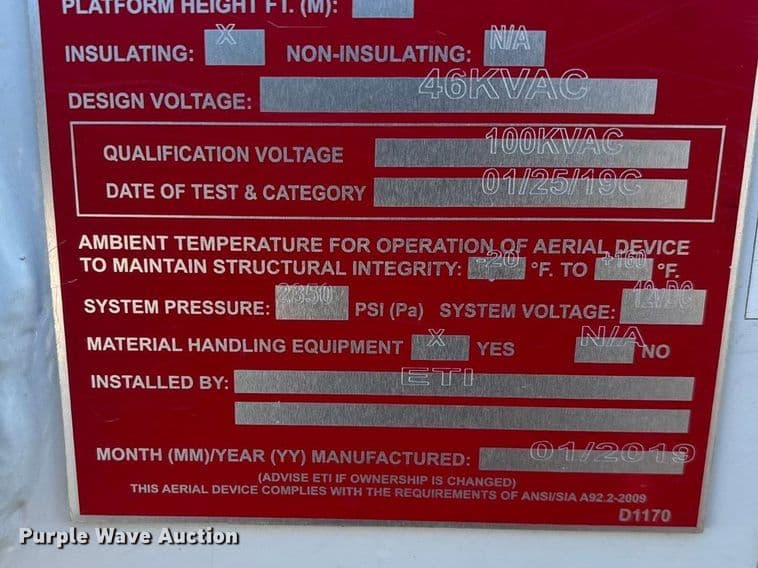 PLATFORM HEIGHT FT. (M):
INSULATING: X NON-INSULATING: N/A
DESIGN VOLTAGE: 46KVAC
QUALIFICATION VOLTAGE 100KVAC
DATE OF TEST & CATEGORY 01/25/19C
AMBIENT TEMPERATURE FOR OPERATION OF AERIAL DEVICE
TO MAINTAIN STRUCTURAL INTEGRITY: -20 °F. TO +160 °F.
SYSTEM PRESSURE: 2350 PSI (Pa) SYSTEM VOLTAGE:
MATERIAL HANDLING EQUIPMENT X YES N/A NO
INSTALLED BY: ETI
MONTH (MM)/YEAR (YY) MANUFACTURED: 01/2019
(ADVISE ETI IF OWNERSHIP IS CHANGED)
THIS AERIAL DEVICE COMPLIES WITH THE REQUIREMENTS OF ANSI/SIA A92.2-2009
D1170
Purple Wave Auction